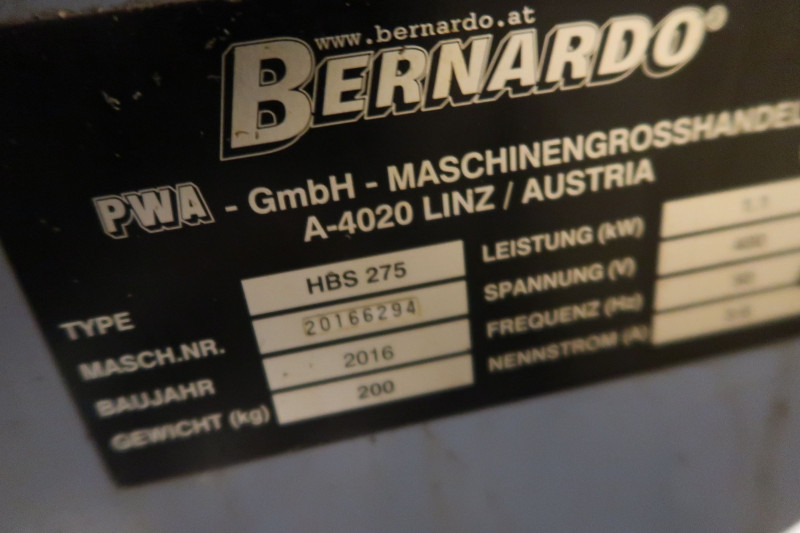 www.bernardo.at
BERNARDO®
PWA - GmbH - MASCHINENGROSSHANDEL
A-4020 LINZ / AUSTRIA
TYPE HBS 275
MASCH.NR. 20166294
BAUJAHR 2016
GEWICHT (kg) 200
LEISTUNG (kW)
SPANNUNG (V) 400
FREQUENZ (Hz) 50
NENNSTROM (A)